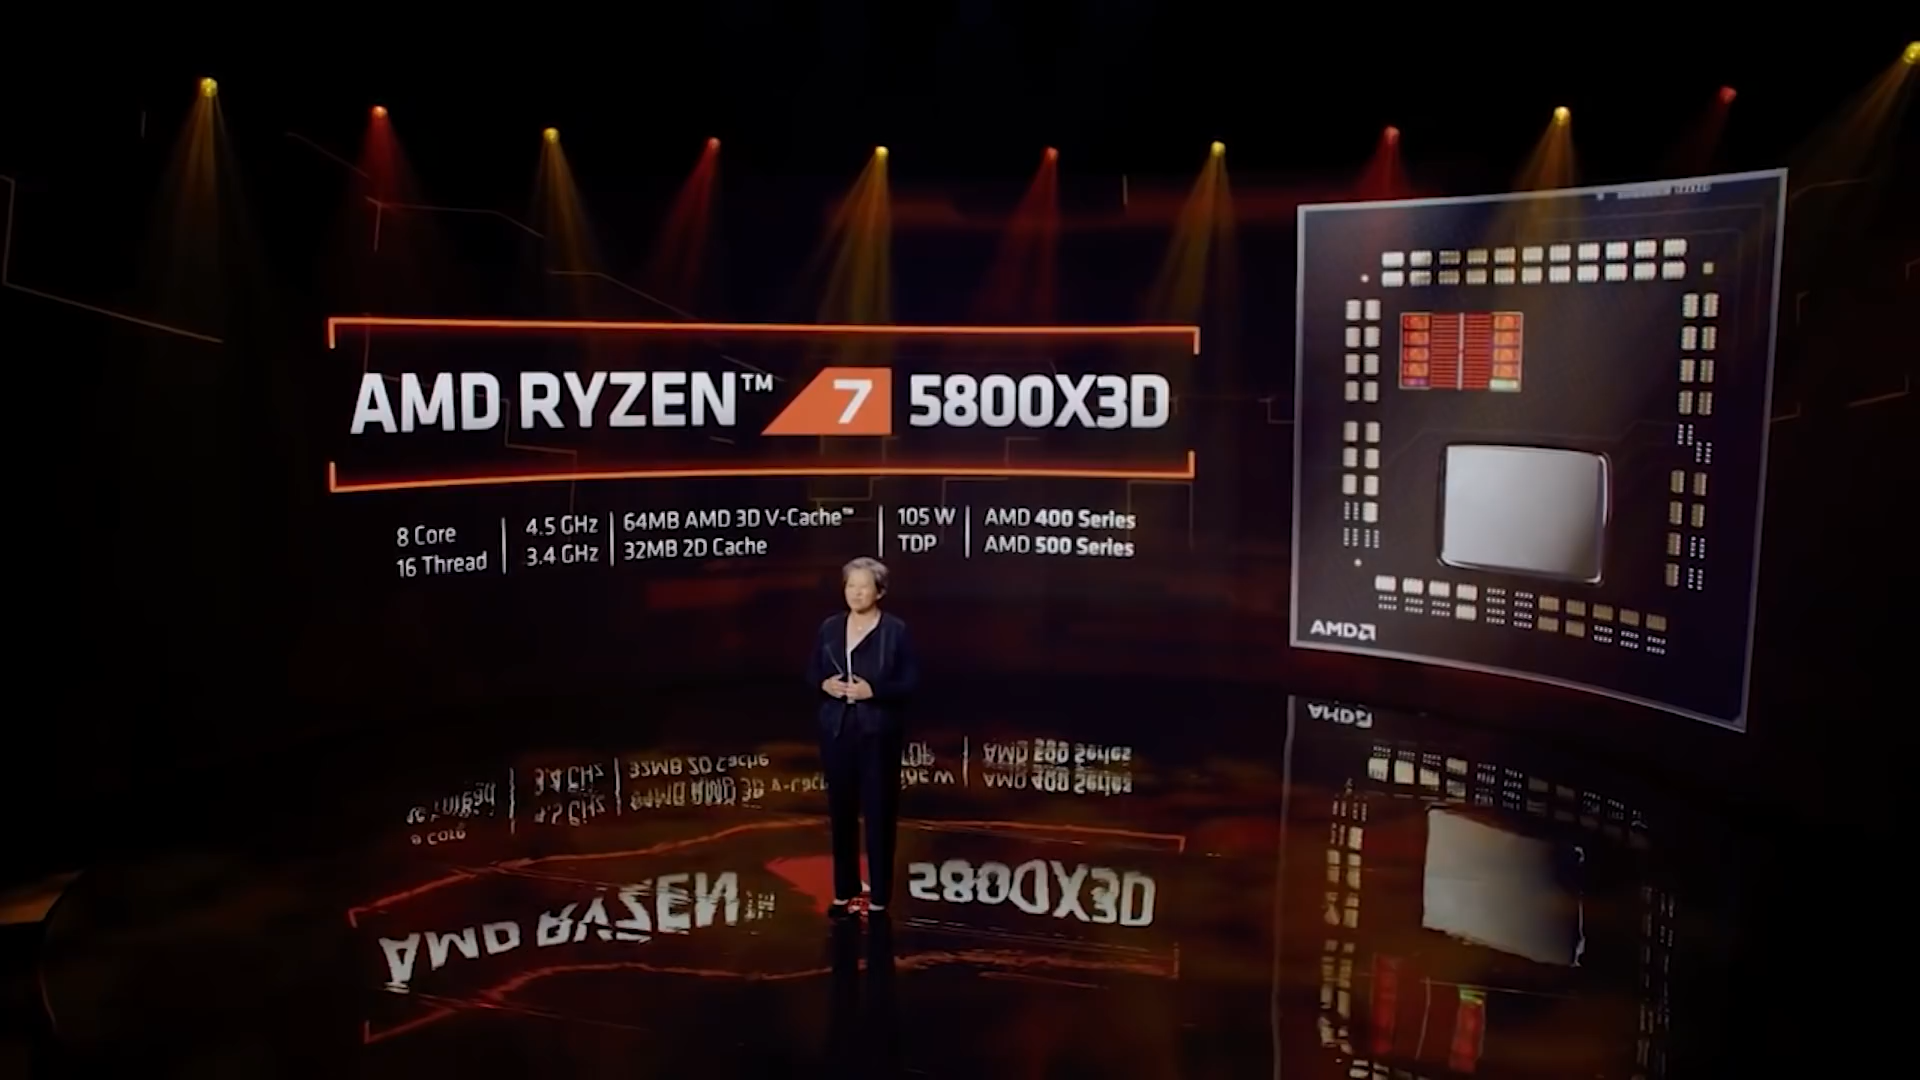 AMD RYZEN™ 7 5800X3D
8 Core
16 Thread
4.5 GHz
3.4 GHz
64MB AMD 3D V-Cache™
32MB 2D Cache
105 W
TDP
AMD 400 Series
AMD 500 Series
AMD